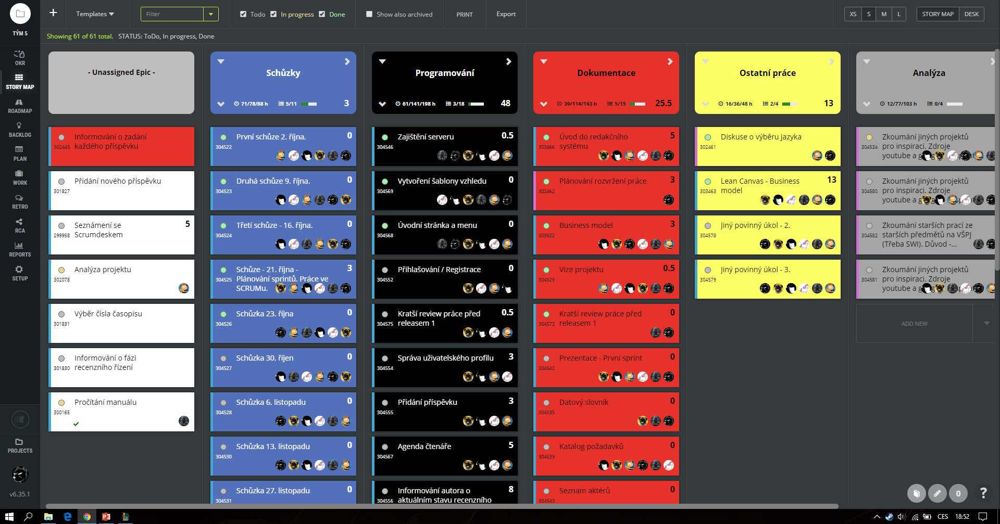 Templates
Filter
Todo
In progress
Done
Show also archived
PRINT
Export
XS
S
M
L
STORY MAP
DESK
TÝM 5
Showing 61 of 61 total. STATUS: ToDo, In progress, Done
OKR
STORY MAP
ROADMAP
BACKLOG
PLAN
WORK
RETRO
RCA
REPORTS
SETUP
PROJECTS
v6.35.1
- Unassigned Epic -
Informování o zadání
302443 každého příspěvku
Přidání nového příspěvku
301827
Seznámení se 5
299958 Scrumdeskem
Analýza projektu
302078
Výběr čísla časopisu
301831
Informování o fázi
301830 recenzního řízení
Pročítání manuálu
300165
Schůzky
71/78/88 h 5/11 3
První schůze 2. října. 0
304522
Druhá schůze 9. října. 0
304523
Třetí schůze - 16. října. 0
304524
Schůze - 21. října - 3
304525 Plánování sprintů. Práce ve
SCRUMu.
Schůzka 23. října 0
304526
Schůzka 30. říjen 0
304527
Schůzka 6. listopadu 0
304528
Schůzka 13. listopadu 0
304530
Schůzka 27. listopadu 0
304531
Programování
61/141/198 h 3/18 48
Zajištění serveru 0.5
304546
Vytvoření šablony vzhledu 0
304569
Úvodní stránka a menu 0
304568
Přihlašování / Registrace 0
304552
Kratší review práce před 0.5
304575 releasem 1
Správa uživatelského profilu 3
304554
Přidání příspěvku 3
304555
Agenda čtenáře 5
304567
Informování autora o 8
304556 aktuálním stavu recenzního
Dokumentace
39/114/143 h 5/15 25.5
Úvod do redakčního 5
303466 systému
Plánování rozvržení práce 3
302462
Business model 3
303522
Vize projektu 0.5
304529
Kratší review práce před 0
304572 releasem 1
Prezentace - První sprint 0
304542
Datový slovník 0
304535
Katalog požadavků 0
304539
Seznam aktérů 0
304543
Ostatní práce
16/36/48 h 2/4 13
Diskuse o výběru jazyka
302461
Lean Canvas - Business 13
303463 model
Jiný povinný úkol - 2.
304578
Jiný povinný úkol - 3.
304579
Analýza
12/77/103 h 0/4
Zkoumání jiných projektů
304534 pro inspiraci. Zdroje
youtube a
Zkoumání jiných projektů
304580 pro inspiraci. Zdroje
youtube a
Zkoumání starších prací ze
304582 starších předmětů na VŠPJ
(Třeba SWI). Důvod -...
Zkoumání jiných projektů
304581 pro inspiraci. Zdroje
youtube a
ADD NEW
0
?
CES
18:52